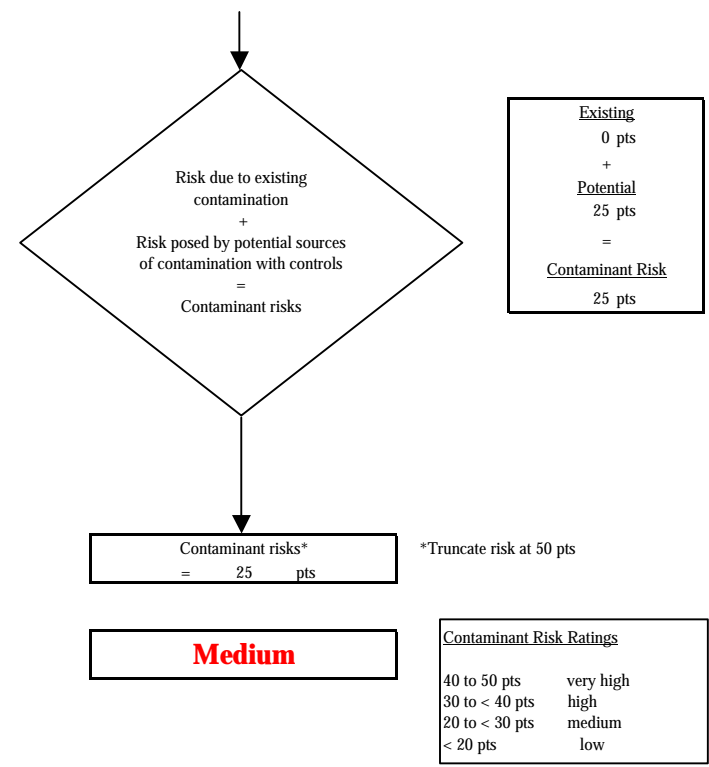 Risk due to existing
contamination
+
Risk posed by potential sources
of contamination with controls
=
Contaminant risks
Existing
0 pts
+
Potential
25 pts
=
Contaminant Risk
25 pts
Contaminant risks*
= 25 pts
*Truncate risk at 50 pts
Medium
Contaminant Risk Ratings
40 to 50 pts very high
30 to < 40 pts high
20 to < 30 pts medium
< 20 pts low